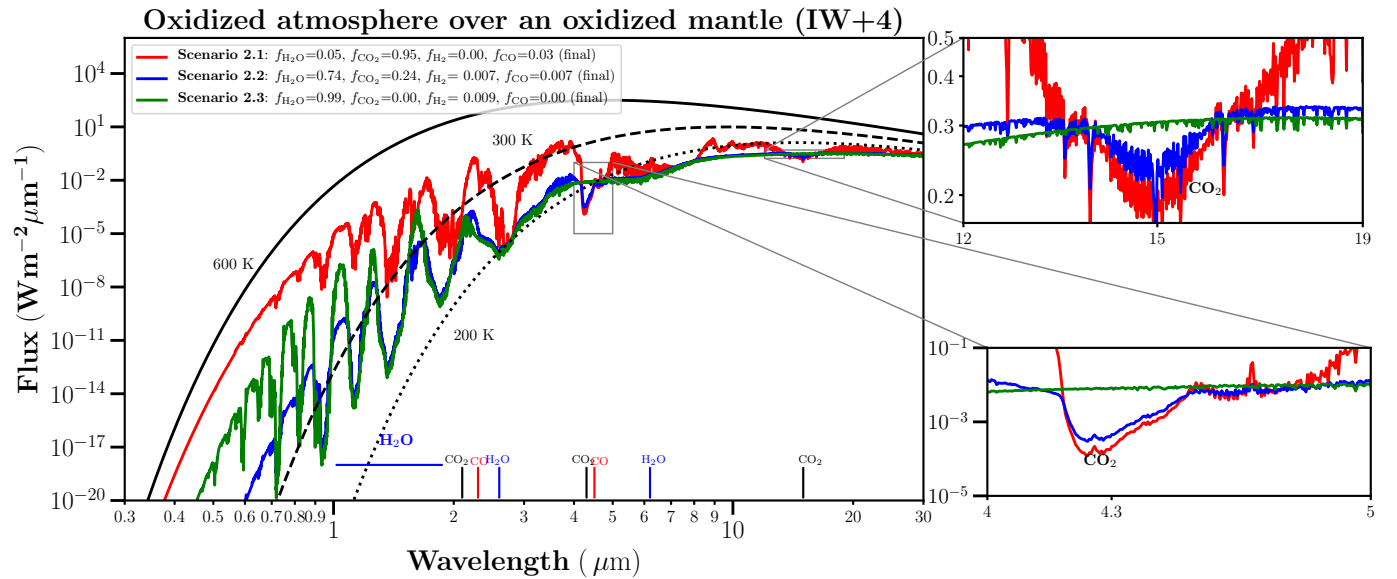 Oxidized atmosphere over an oxidized mantle (IW+4)
Scenario 2.1: f_H₂O=0.05, f_CO₂=0.95, f_H₂=0.00, f_CO=0.03 (final)
Scenario 2.2: f_H₂O=0.74, f_CO₂=0.24, f_H₂= 0.007, f_CO=0.007 (final)
Scenario 2.3: f_H₂O=0.99, f_CO₂=0.00, f_H₂= 0.009, f_CO=0.00 (final)
Flux (Wm⁻²μm⁻¹)
10⁴
10¹
10⁻²
10⁻⁵
10⁻⁸
10⁻¹¹
10⁻¹⁴
10⁻¹⁷
10⁻²⁰
600 K
300 K
200 K
H₂O
CO₂ CO H₂O CO₂ CO H₂O CO₂
0.3 0.4 0.5 0.6 0.7 0.8 0.9 1 2 3 4 5 6 7 8 9 10 20 30
Wavelength ( μm)
0.5
0.4
0.3
0.2
CO₂
12 15 19
10⁻¹
10⁻³
10⁻⁵
CO₂
4 4.3 5